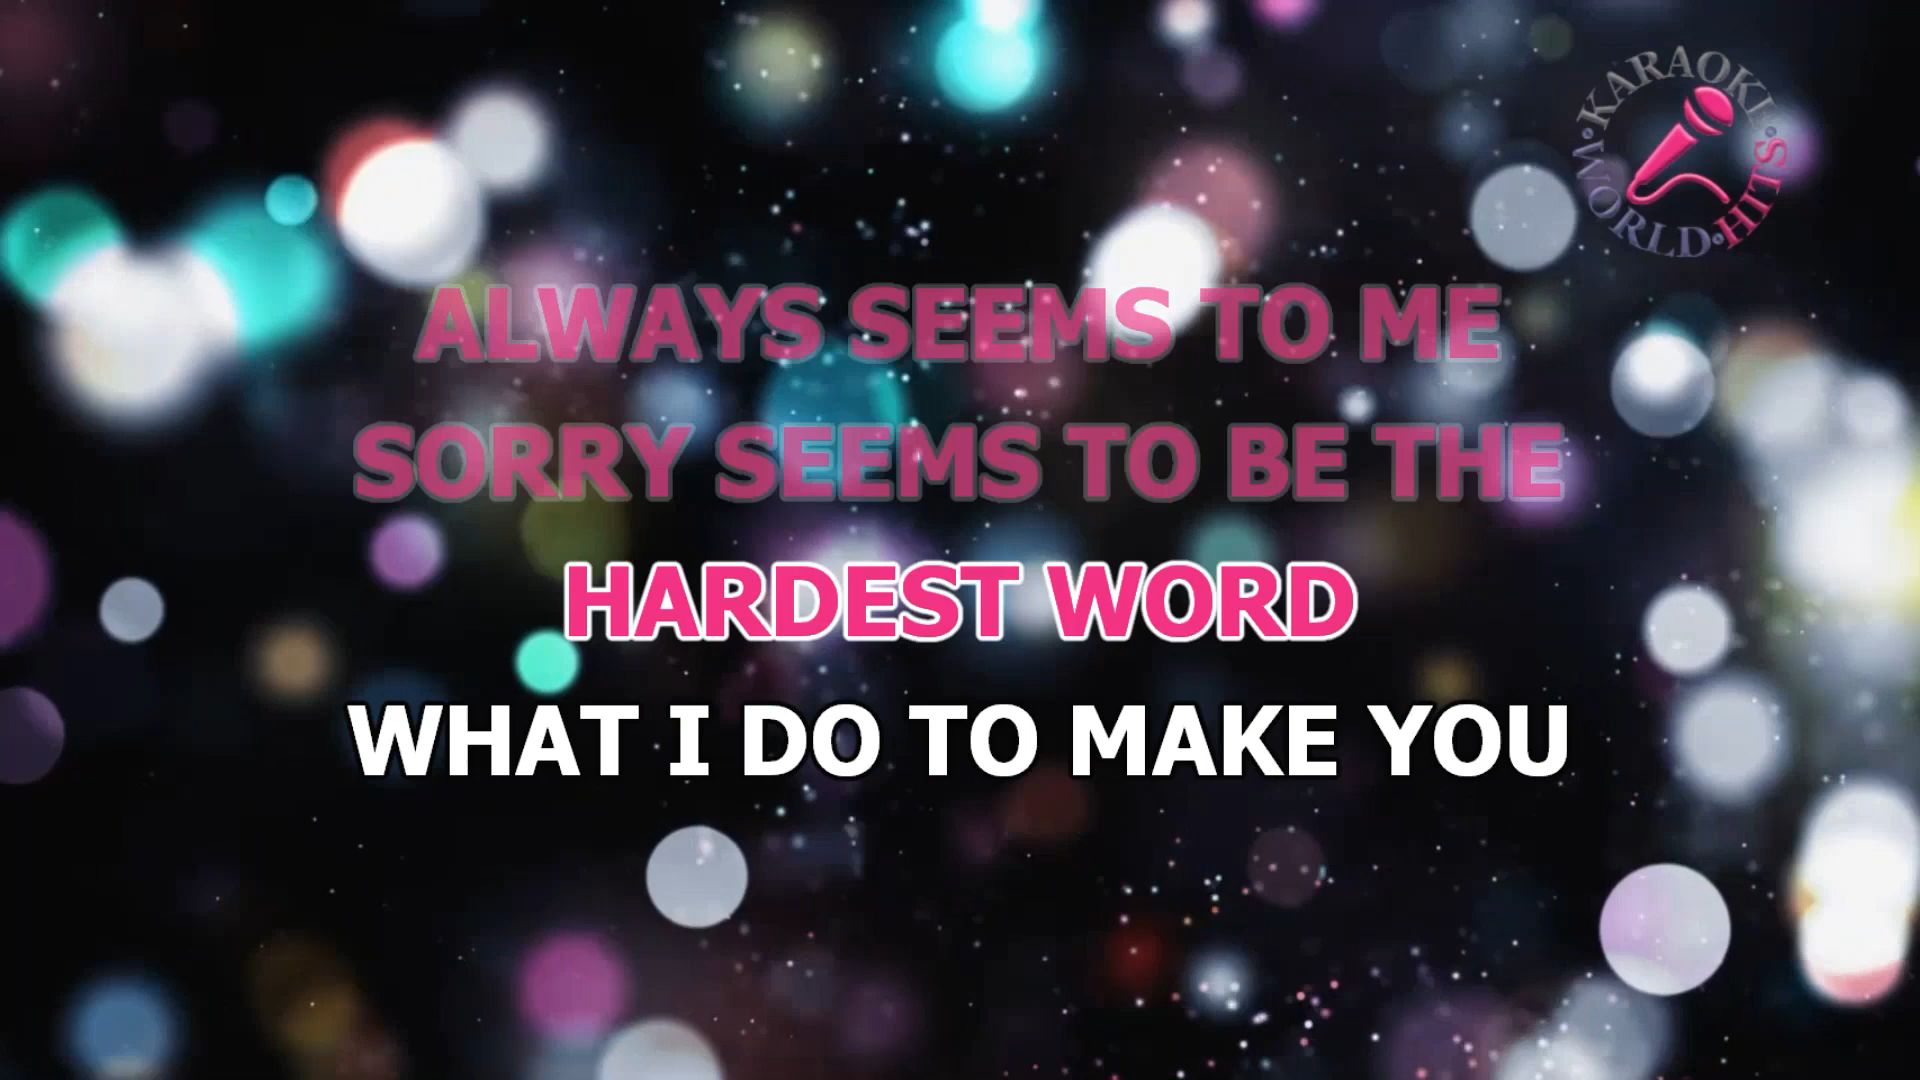 KARAOKE
WORLD HITS
ALWAYS SEEMS TO ME
SORRY SEEMS TO BE THE
HARDEST WORD
WHAT I DO TO MAKE YOU